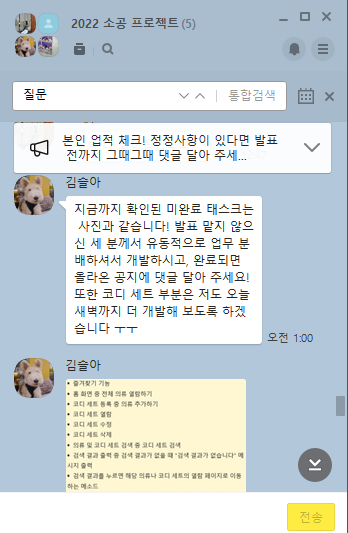 2022 소공 프로젝트 (5)
질문
통합검색
본인 업적 체크! 정정사항이 있다면 발표
전까지 그때그때 댓글 달아 주세...
김슬아
지금까지 확인된 미완료 태스크는
사진과 같습니다! 발표 맡지 않으
신 세 분께서 유동적으로 업무 분
배하셔서 개발하시고, 완료되면
올라온 공지에 댓글 달아 주세요!
또한 코디 세트 부분은 저도 오늘
새벽까지 더 개발해 보도록 하겠
습니다 ㅜㅜ
오전 1:00
김슬아
• 즐겨찾기 기능
• 홈 화면 중 전체 의류 열람하기
• 코디 세트 등록 중 의류 추가하기
• 코디 세트 열람
• 코디 세트 수정
• 코디 세트 삭제
• 의류 및 코디 세트 검색 중 코디 세트 검색
• 검색 결과 출력 중 검색 결과가 없을 때 "검색 결과가 없습니다" 메
시지 출력
• 검색 결과를 누르면 해당 의류나 코디 세트의 열람 페이지로 이동
하는 메소드
전송